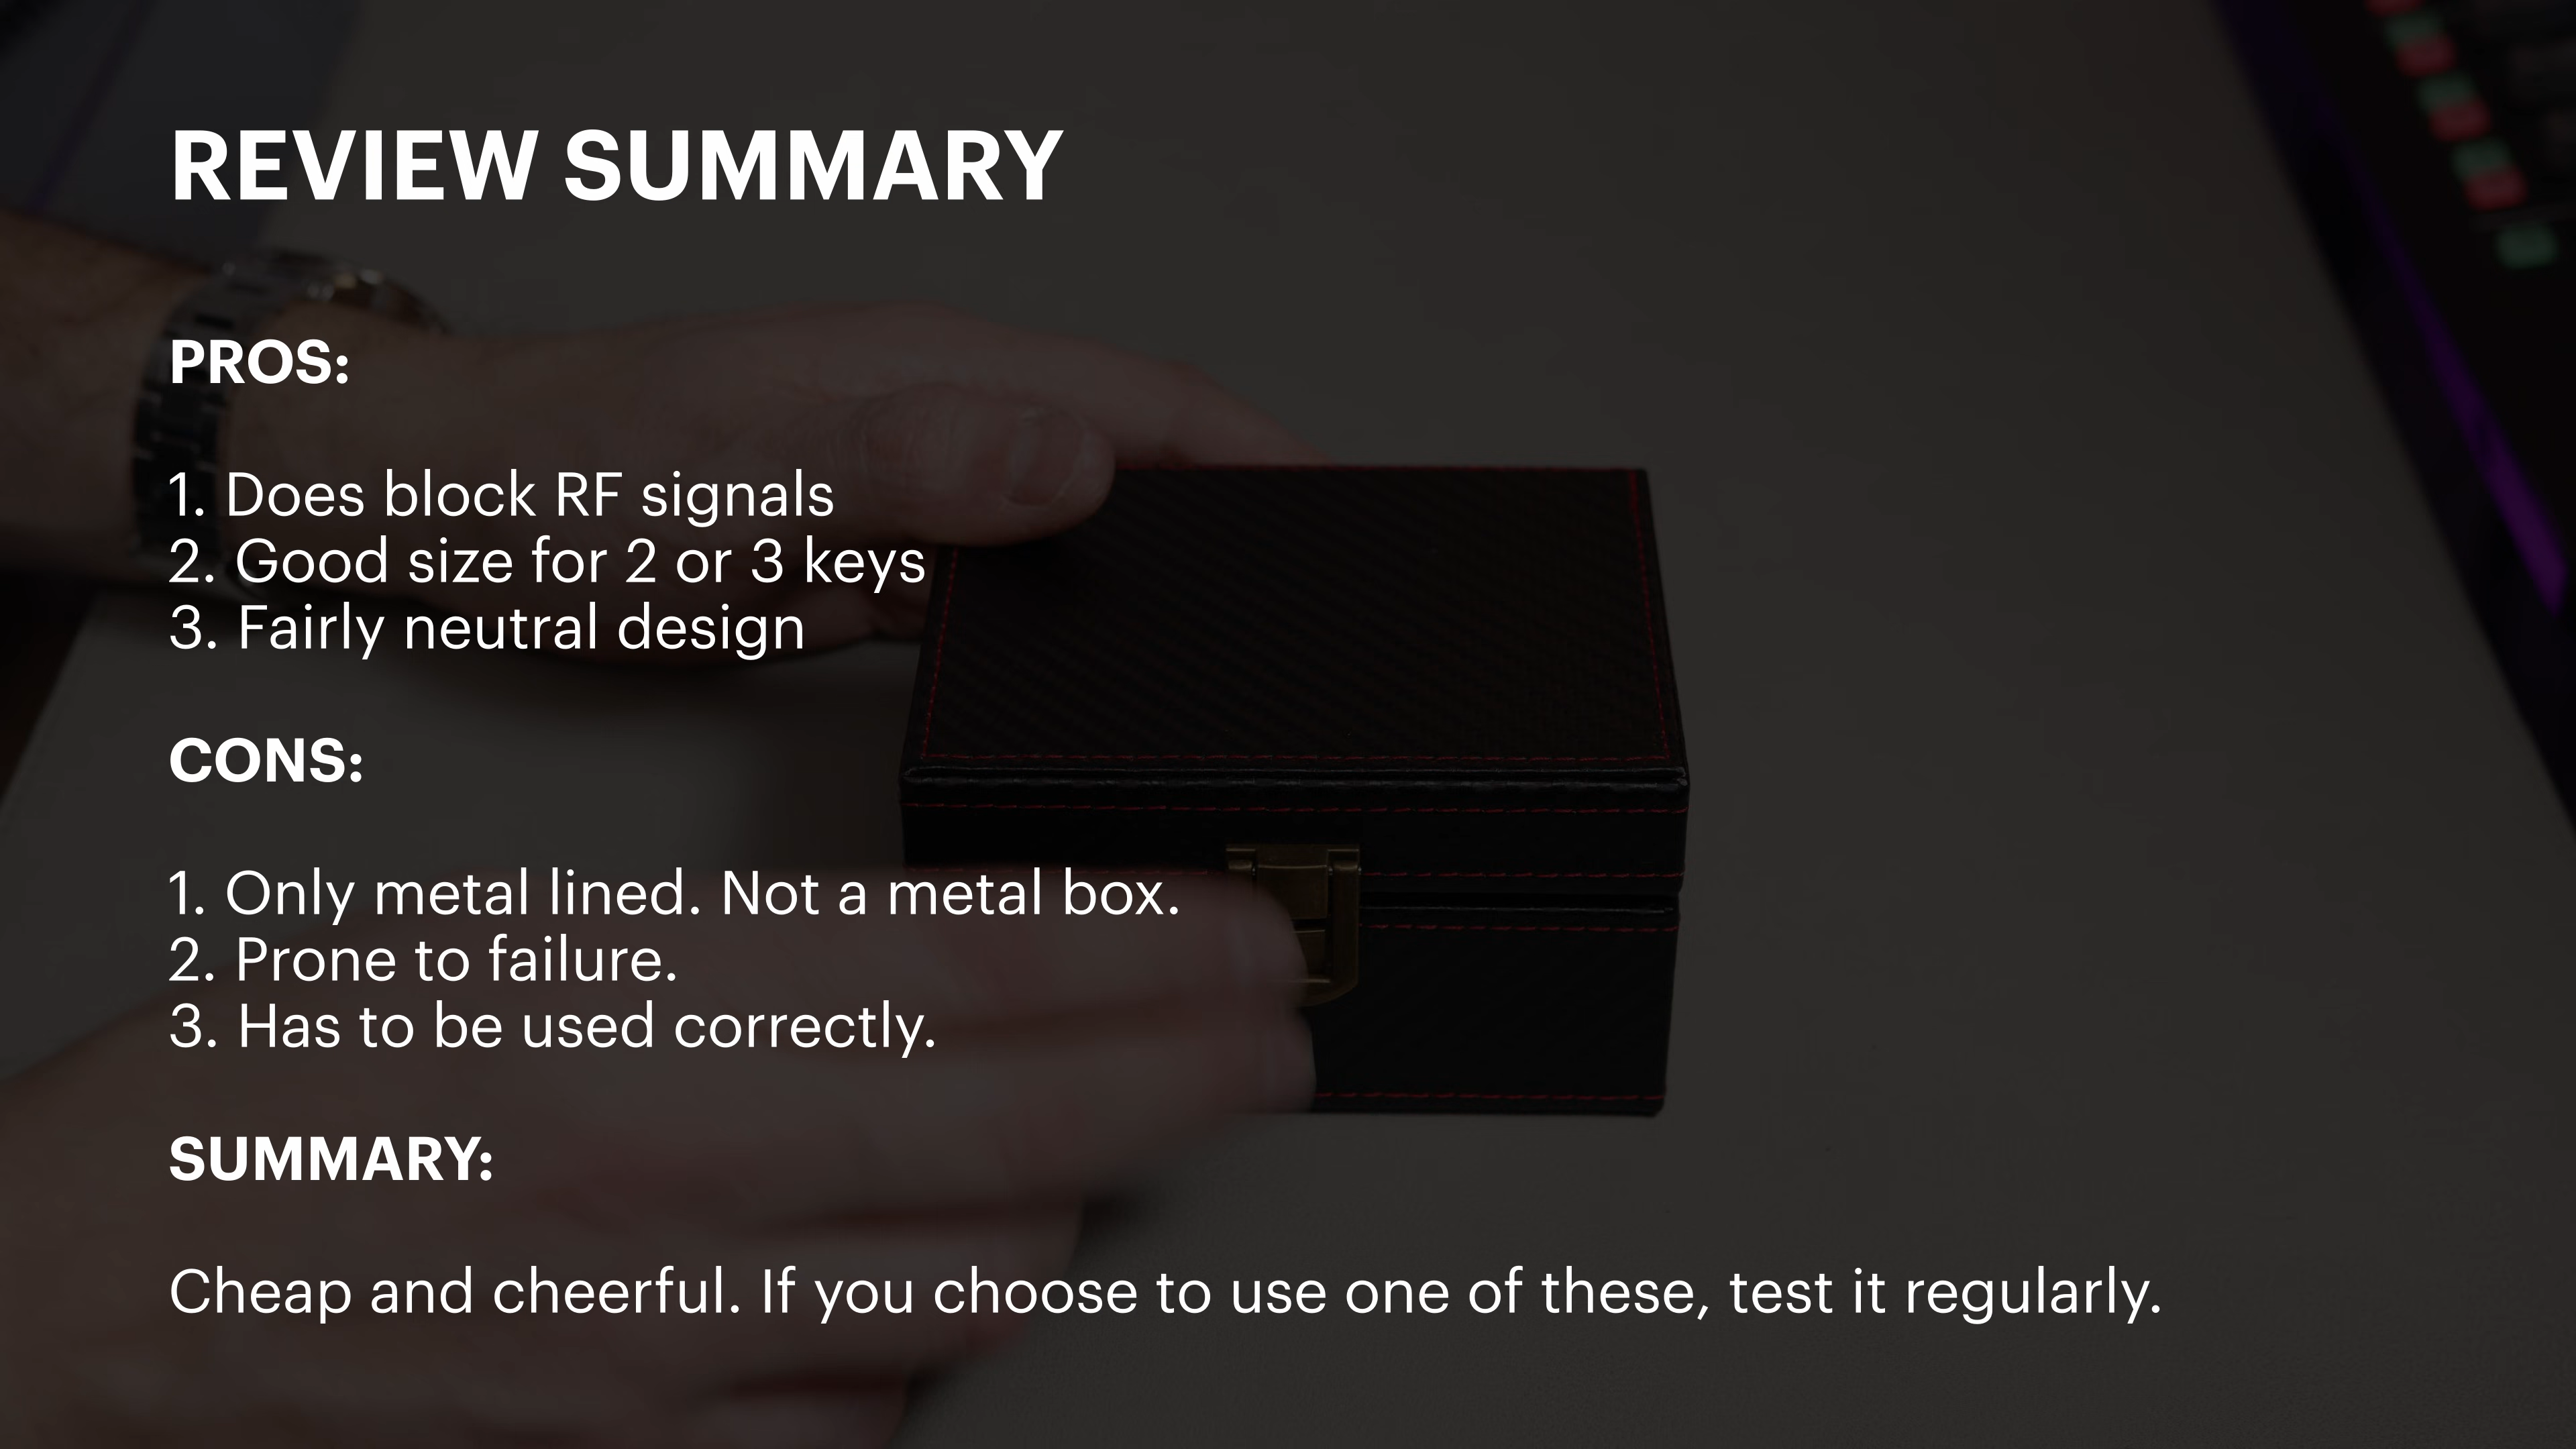 REVIEW SUMMARY
PROS:
1. Does block RF signals
2. Good size for 2 or 3 keys
3. Fairly neutral design
CONS:
1. Only metal lined. Not a metal box.
2. Prone to failure.
3. Has to be used correctly.
SUMMARY:
Cheap and cheerful. If you choose to use one of these, test it regularly.